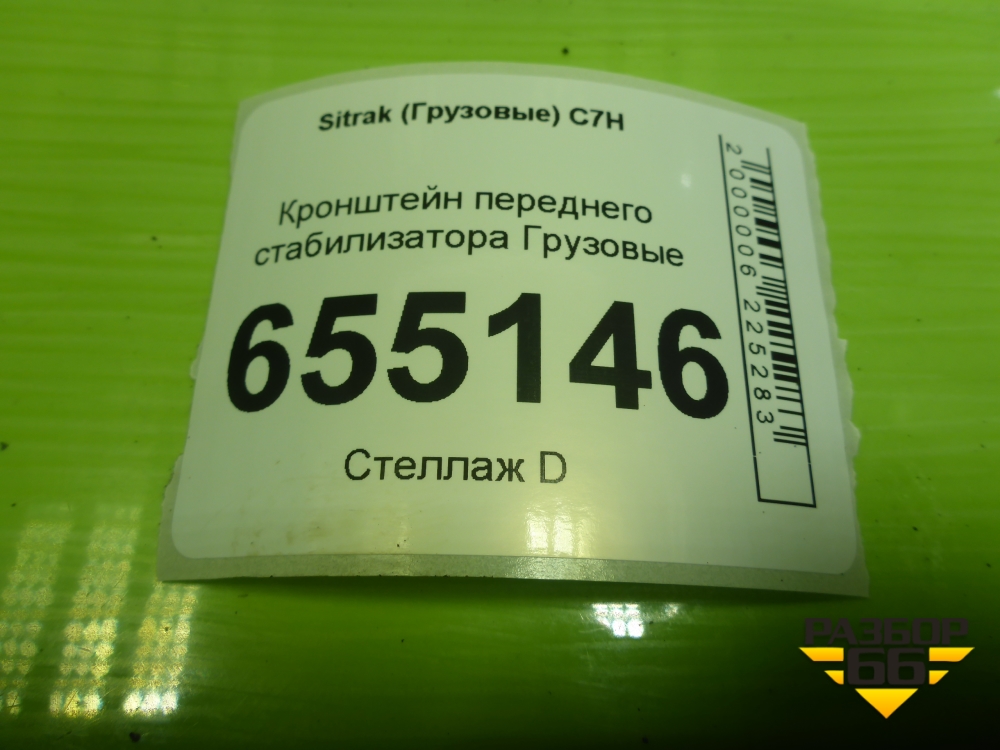 Sitrak (Грузовые) C7H
Кронштейн переднего
стабилизатора Грузовые
655146
Стеллаж D
2000006225283
РАЗБОР
66